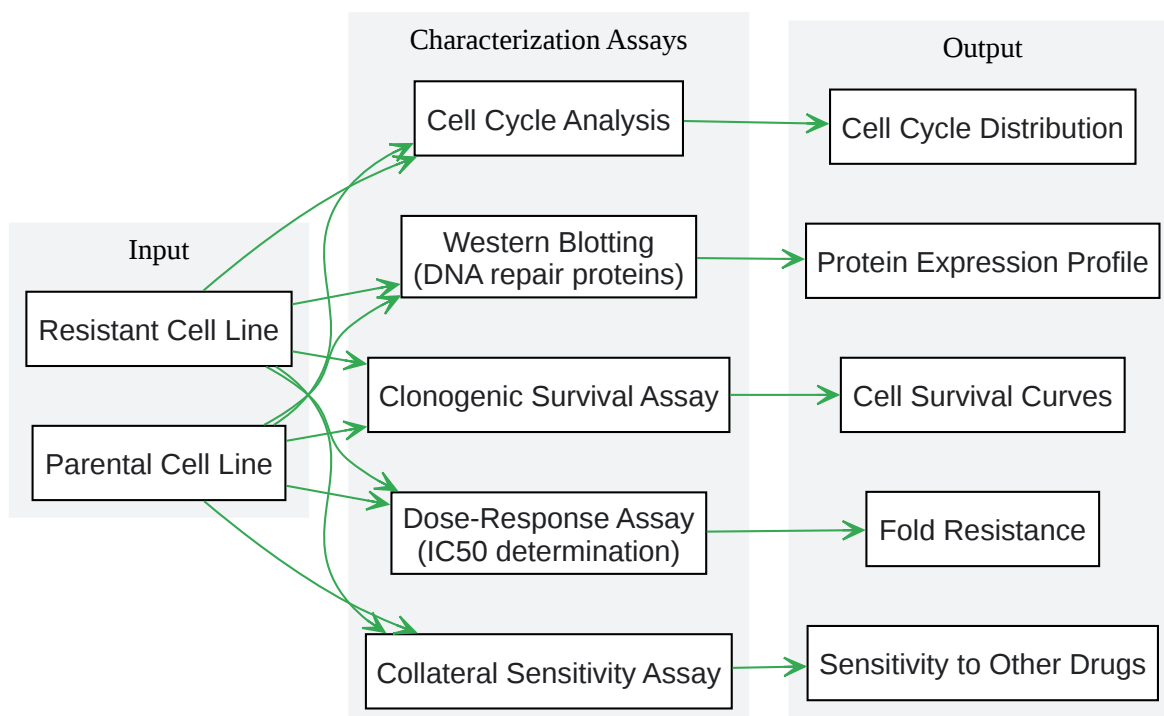 Input
Resistant Cell Line
Parental Cell Line
Characterization Assays
Cell Cycle Analysis
Western Blotting
(DNA repair proteins)
Clonogenic Survival Assay
Dose-Response Assay
(IC50 determination)
Collateral Sensitivity Assay
Output
Cell Cycle Distribution
Protein Expression Profile
Cell Survival Curves
Fold Resistance
Sensitivity to Other Drugs